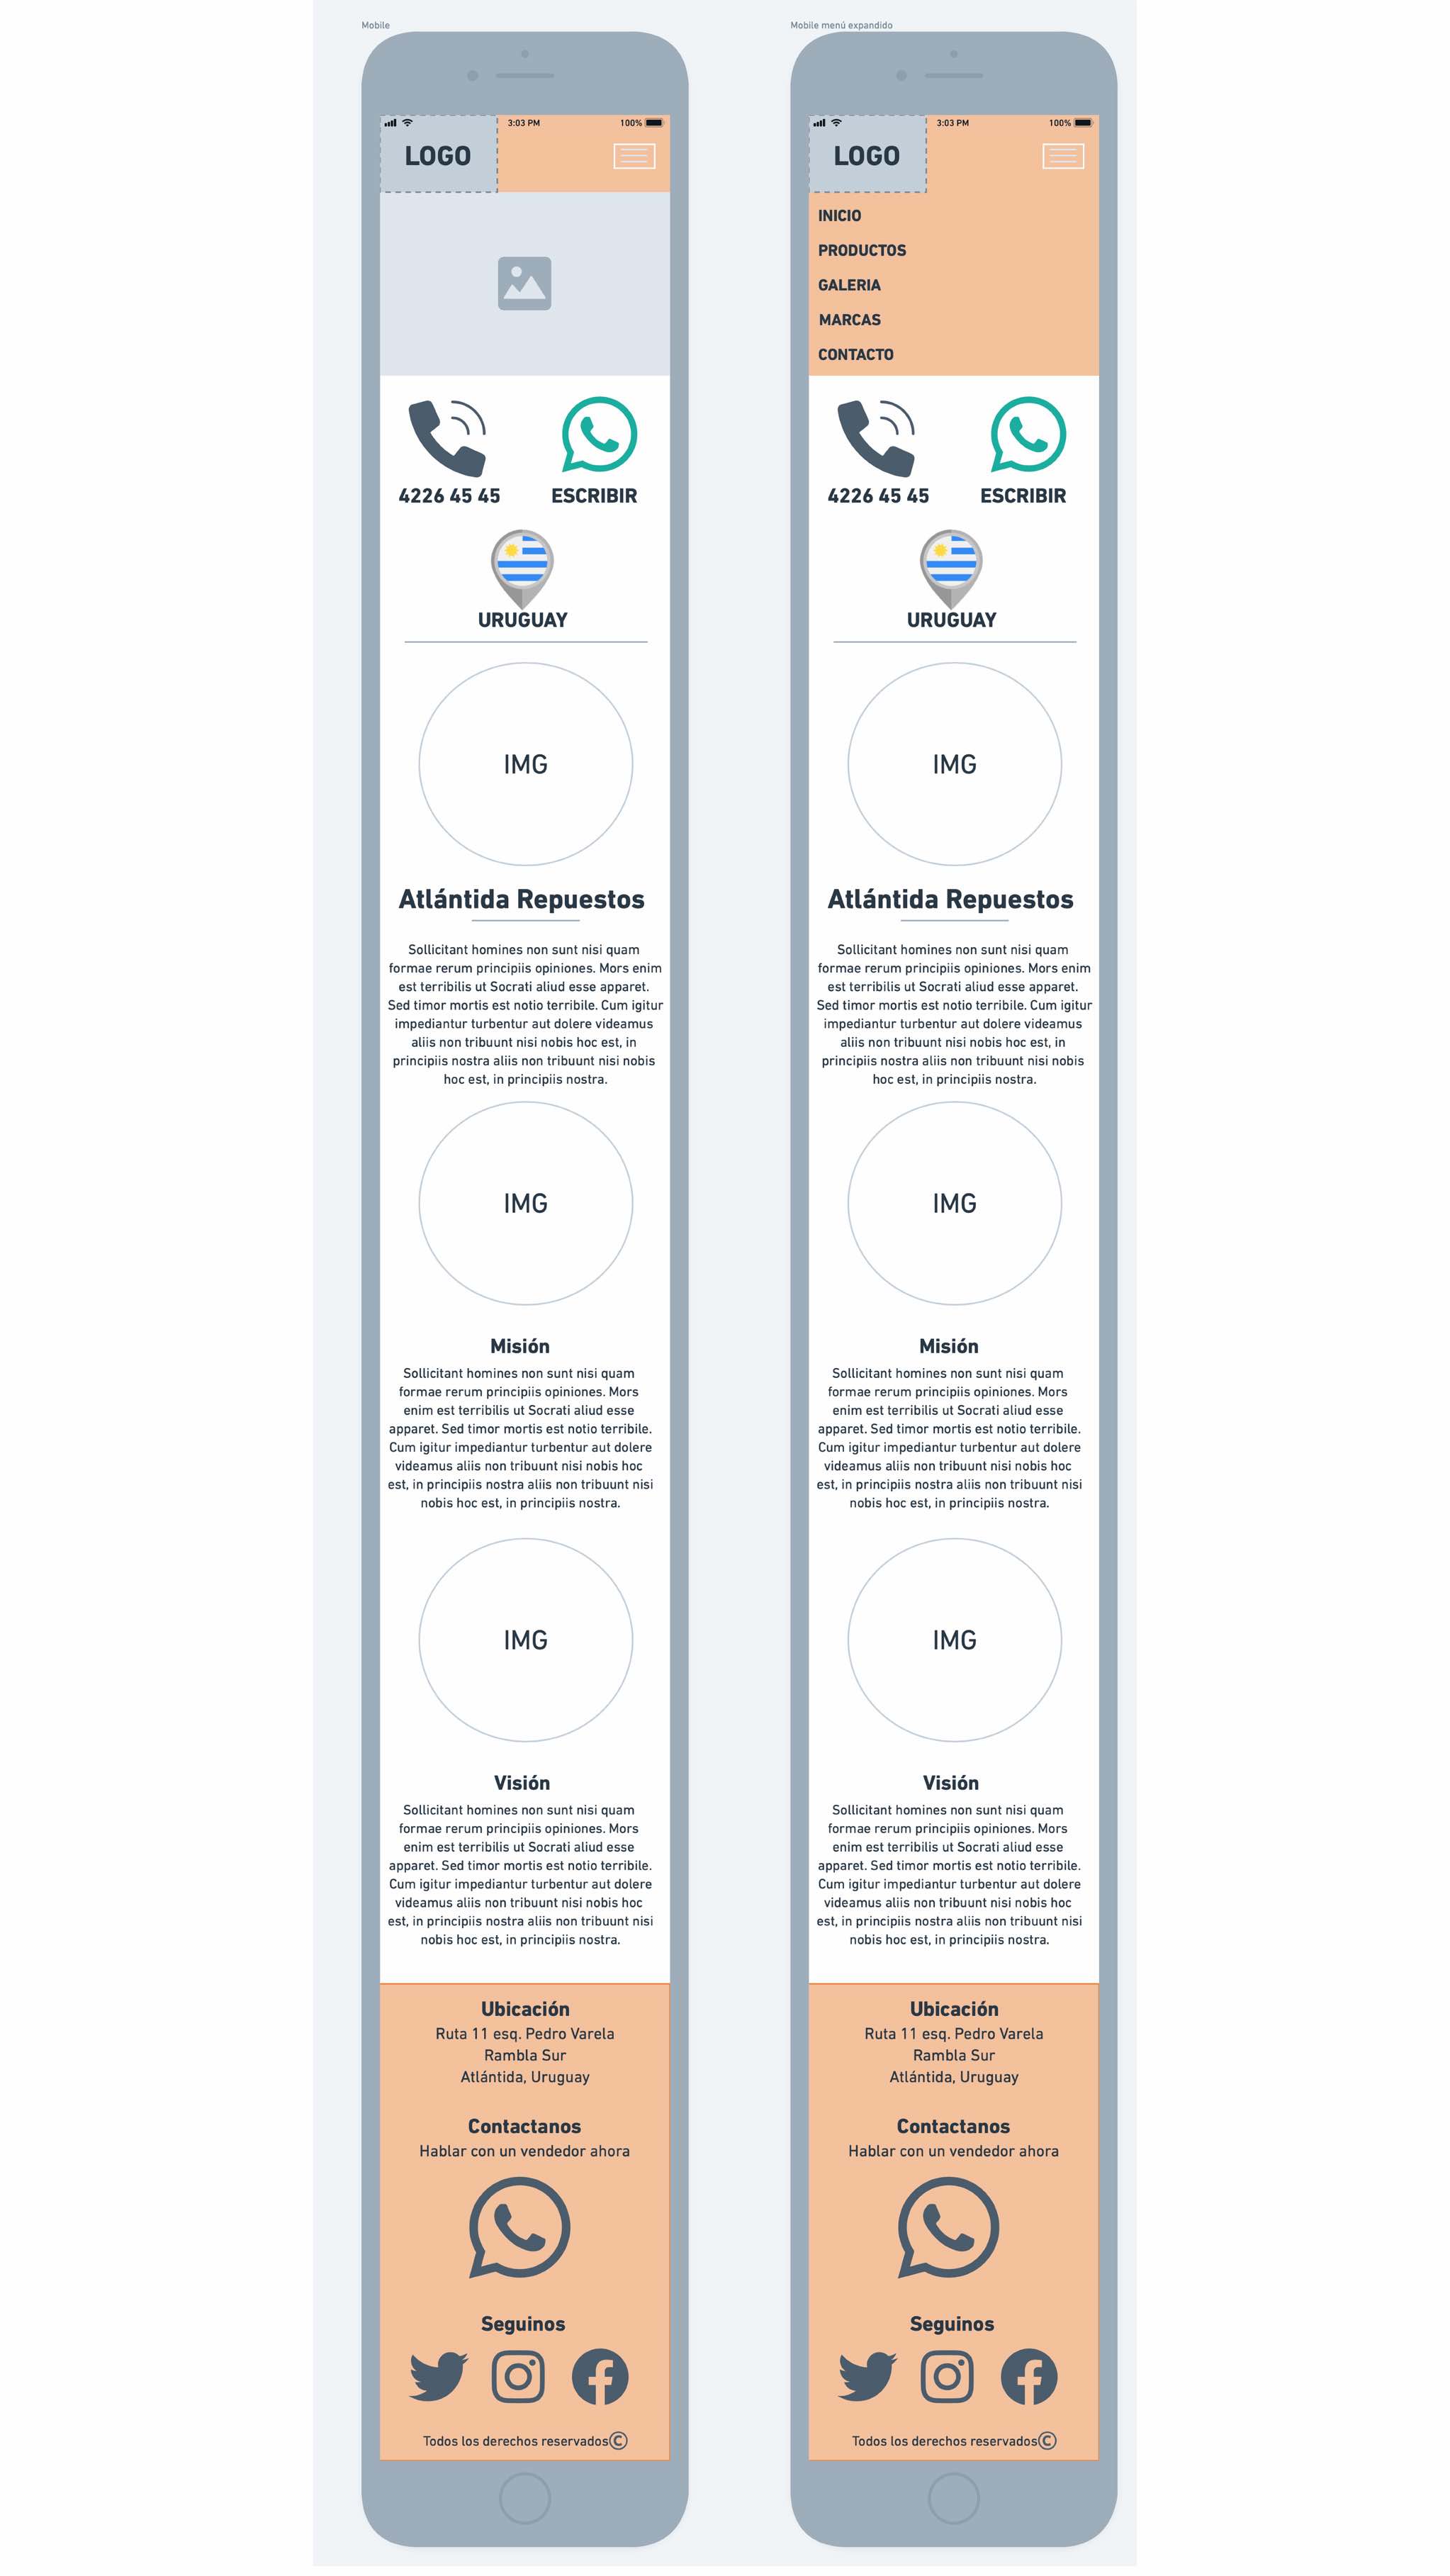 Mobile
3:03 PM
100%
LOGO
4226 45 45
ESCRIBIR
URUGUAY
IMG
Atlántida Repuestos
Sollicitant homines non sunt nisi quam
formae rerum principiis opiniones. Mors enim
est terribilis ut Socrati aliud esse apparet.
Sed timor mortis est notio terribile. Cum igitur
impediantur turbentur aut dolere videamus
aliis non tribuunt nisi nobis hoc est, in
principiis nostra aliis non tribuunt nisi nobis
hoc est, in principiis nostra.
IMG
Misión
Sollicitant homines non sunt nisi quam
formae rerum principiis opiniones. Mors
enim est terribilis ut Socrati aliud esse
apparet. Sed timor mortis est notio terribile.
Cum igitur impediantur turbentur aut dolere
videamus aliis non tribuunt nisi nobis hoc
est, in principiis nostra aliis non tribuunt nisi
nobis hoc est, in principiis nostra.
IMG
Visión
Sollicitant homines non sunt nisi quam
formae rerum principiis opiniones. Mors
enim est terribilis ut Socrati aliud esse
apparet. Sed timor mortis est notio terribile.
Cum igitur impediantur turbentur aut dolere
videamus aliis non tribuunt nisi nobis hoc
est, in principiis nostra aliis non tribuunt nisi
nobis hoc est, in principiis nostra.
Ubicación
Ruta 11 esq. Pedro Varela
Rambla Sur
Atlántida, Uruguay
Contactanos
Hablar con un vendedor ahora
Seguinos
Todos los derechos reservados©
Mobile menú expandido
3:03 PM
100%
LOGO
INICIO
PRODUCTOS
GALERIA
MARCAS
CONTACTO
4226 45 45
ESCRIBIR
URUGUAY
IMG
Atlántida Repuestos
Sollicitant homines non sunt nisi quam
formae rerum principiis opiniones. Mors enim
est terribilis ut Socrati aliud esse apparet.
Sed timor mortis est notio terribile. Cum igitur
impediantur turbentur aut dolere videamus
aliis non tribuunt nisi nobis hoc est, in
principiis nostra aliis non tribuunt nisi nobis
hoc est, in principiis nostra.
IMG
Misión
Sollicitant homines non sunt nisi quam
formae rerum principiis opiniones. Mors
enim est terribilis ut Socrati aliud esse
apparet. Sed timor mortis est notio terribile.
Cum igitur impediantur turbentur aut dolere
videamus aliis non tribuunt nisi nobis hoc
est, in principiis nostra aliis non tribuunt nisi
nobis hoc est, in principiis nostra.
IMG
Visión
Sollicitant homines non sunt nisi quam
formae rerum principiis opiniones. Mors
enim est terribilis ut Socrati aliud esse
apparet. Sed timor mortis est notio terribile.
Cum igitur impediantur turbentur aut dolere
videamus aliis non tribuunt nisi nobis hoc
est, in principiis nostra aliis non tribuunt nisi
nobis hoc est, in principiis nostra.
Ubicación
Ruta 11 esq. Pedro Varela
Rambla Sur
Atlántida, Uruguay
Contactanos
Hablar con un vendedor ahora
Seguinos
Todos los derechos reservados©